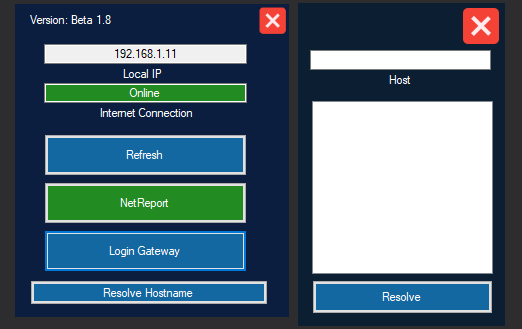 Version: Beta 1.8
192.168.1.11
Local IP
Online
Internet Connection
Refresh
NetReport
Login Gateway
Resolve Hostname
Host
Resolve